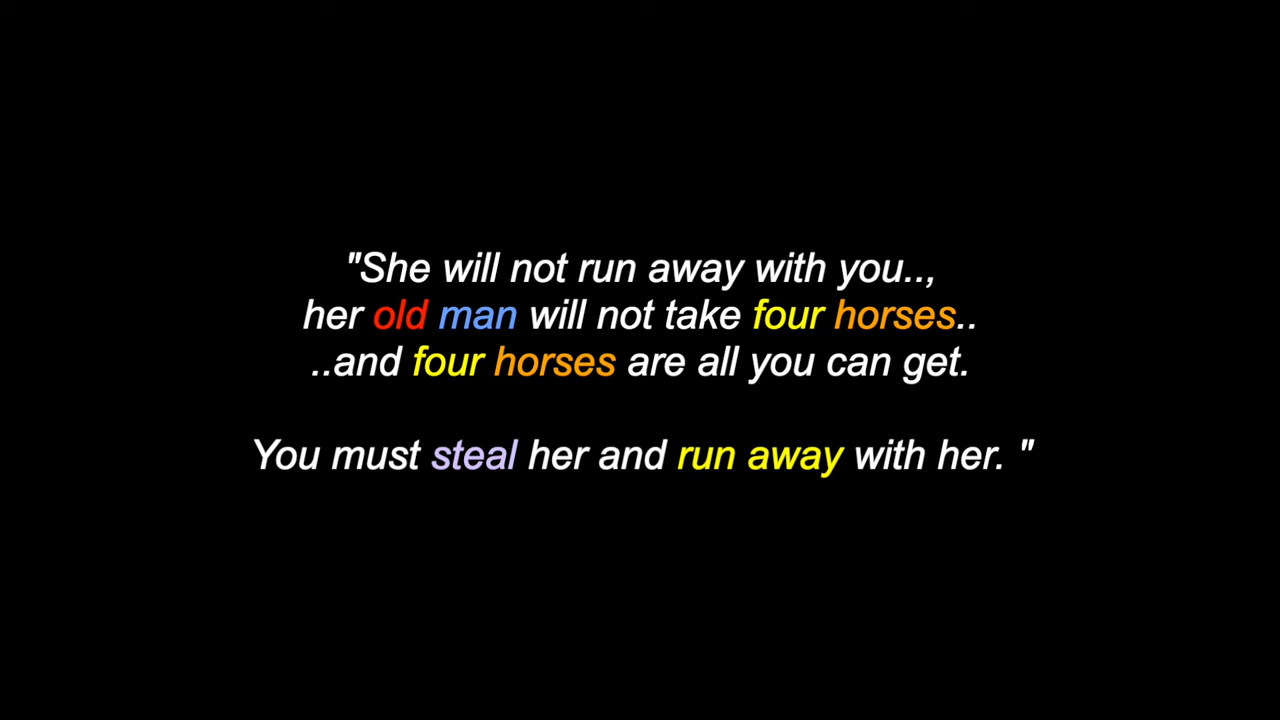 "She will not run away with you..,
her old man will not take four horses..
..and four horses are all you can get.
You must steal her and run away with her. "